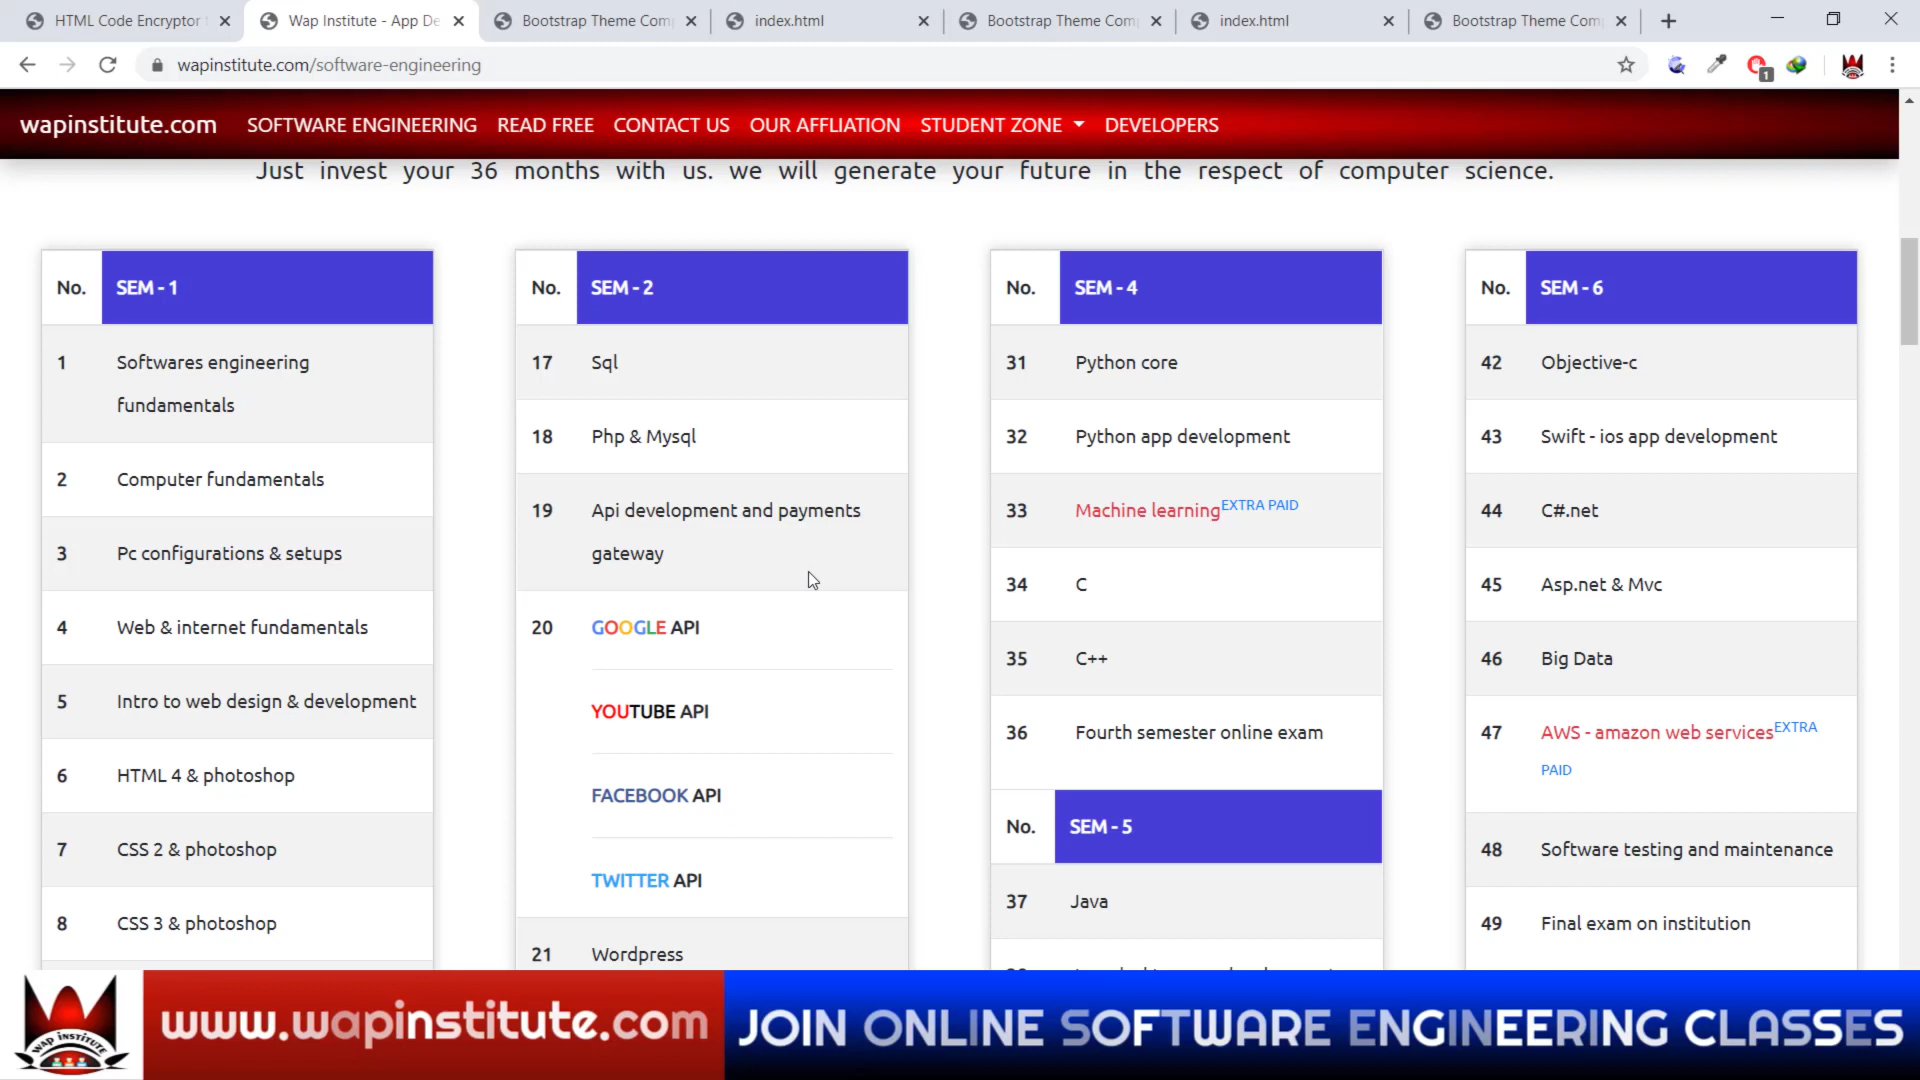 HTML Code Encryptor
Wap Institute - App De
Bootstrap Theme Com
index.html
Bootstrap Theme Com
index.html
Bootstrap Theme Com
wapinstitute.com/software-engineering
1
wapinstitute.com SOFTWARE ENGINEERING READ FREE CONTACT US OUR AFFLIATION STUDENT ZONE DEVELOPERS
Just invest your 36 months with us. we will generate your future in the respect of computer science.
No. SEM - 1
1 Softwares engineering
fundamentals
2 Computer fundamentals
3 Pc configurations & setups
4 Web & internet fundamentals
5 Intro to web design & development
6 HTML 4 & photoshop
7 CSS 2 & photoshop
8 CSS 3 & photoshop
No. SEM - 2
17 Sql
18 Php & Mysql
19 Api development and payments
gateway
20 GOOGLE API
YOUTUBE API
FACEBOOK API
TWITTER API
21 Wordpress
No. SEM - 4
31 Python core
32 Python app development
33 Machine learning EXTRA PAID
34 C
35 C++
36 Fourth semester online exam
No. SEM - 5
37 Java
No. SEM - 6
42 Objective-c
43 Swift - ios app development
44 C#.net
45 Asp.net & Mvc
46 Big Data
47 AWS - amazon web services EXTRA
PAID
48 Software testing and maintenance
49 Final exam on institution
WAP INSTITUTE
www.wapinstitute.com
JOIN ONLINE SOFTWARE ENGINEERING CLASSES